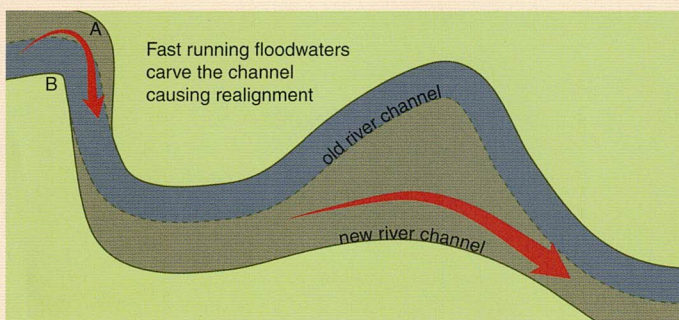 A
B
Fast running floodwaters
carve the channel
causing realignment
old river channel
new river channel